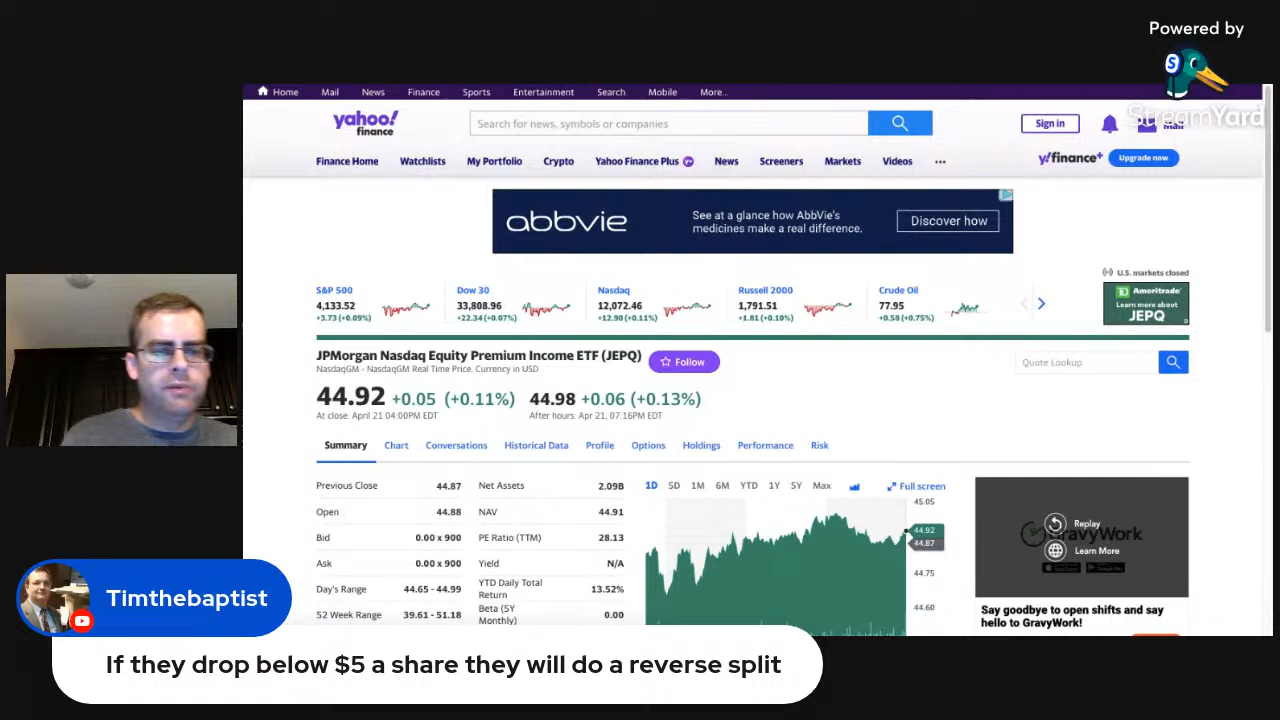 Powered by
S
StreamYard
Home Mail News Finance Sports Entertainment Search Mobile More...
yahoo!
finance
Search for news, symbols or companies
Sign in
Mail
Finance Home Watchlists My Portfolio Crypto Yahoo Finance Plus News Screeners Markets Videos ...
y!finance+ Upgrade now
abbvie
See at a glance how AbbVie's
medicines make a real difference.
Discover how
U.S. markets closed
S&P 500 Dow 30 Nasdaq Russell 2000 Crude Oil
4,133.52 33,808.96 12,072.46 1,791.51 77.95
+3.73 (+0.09%) +22.34 (+0.07%) +12.90 (+0.11%) +1.81 (+0.10%) +0.58 (+0.75%)
Ameritrade
Learn more about
JEPQ
JPMorgan Nasdaq Equity Premium Income ETF (JEPQ)
Follow
NasdaqGM - NasdaqGM Real Time Price. Currency in USD
Quote Lookup
44.92 +0.05 (+0.11%) 44.98 +0.06 (+0.13%)
At close: April 21 04:00PM EDT After hours: Apr 21, 07:16PM EDT
Summary Chart Conversations Historical Data Profile Options Holdings Performance Risk
Previous Close 44.87 Net Assets 2.09B
Open 44.88 NAV 44.91
Bid 0.00 x 900 PE Ratio (TTM) 28.13
Ask 0.00 x 900 Yield N/A
Day's Range 44.65 - 44.99 YTD Daily Total
Return 13.52%
52 Week Range 39.61 - 51.18 Beta (5Y
Monthly) 0.00
1D 5D 1M 6M YTD 1Y 5Y Max Full screen
45.05
44.92
44.87
44.75
44.60
Replay
GravyWork
Learn More
Say goodbye to open shifts and say
hello to GravyWork!
Timthebaptist
If they drop below $5 a share they will do a reverse split